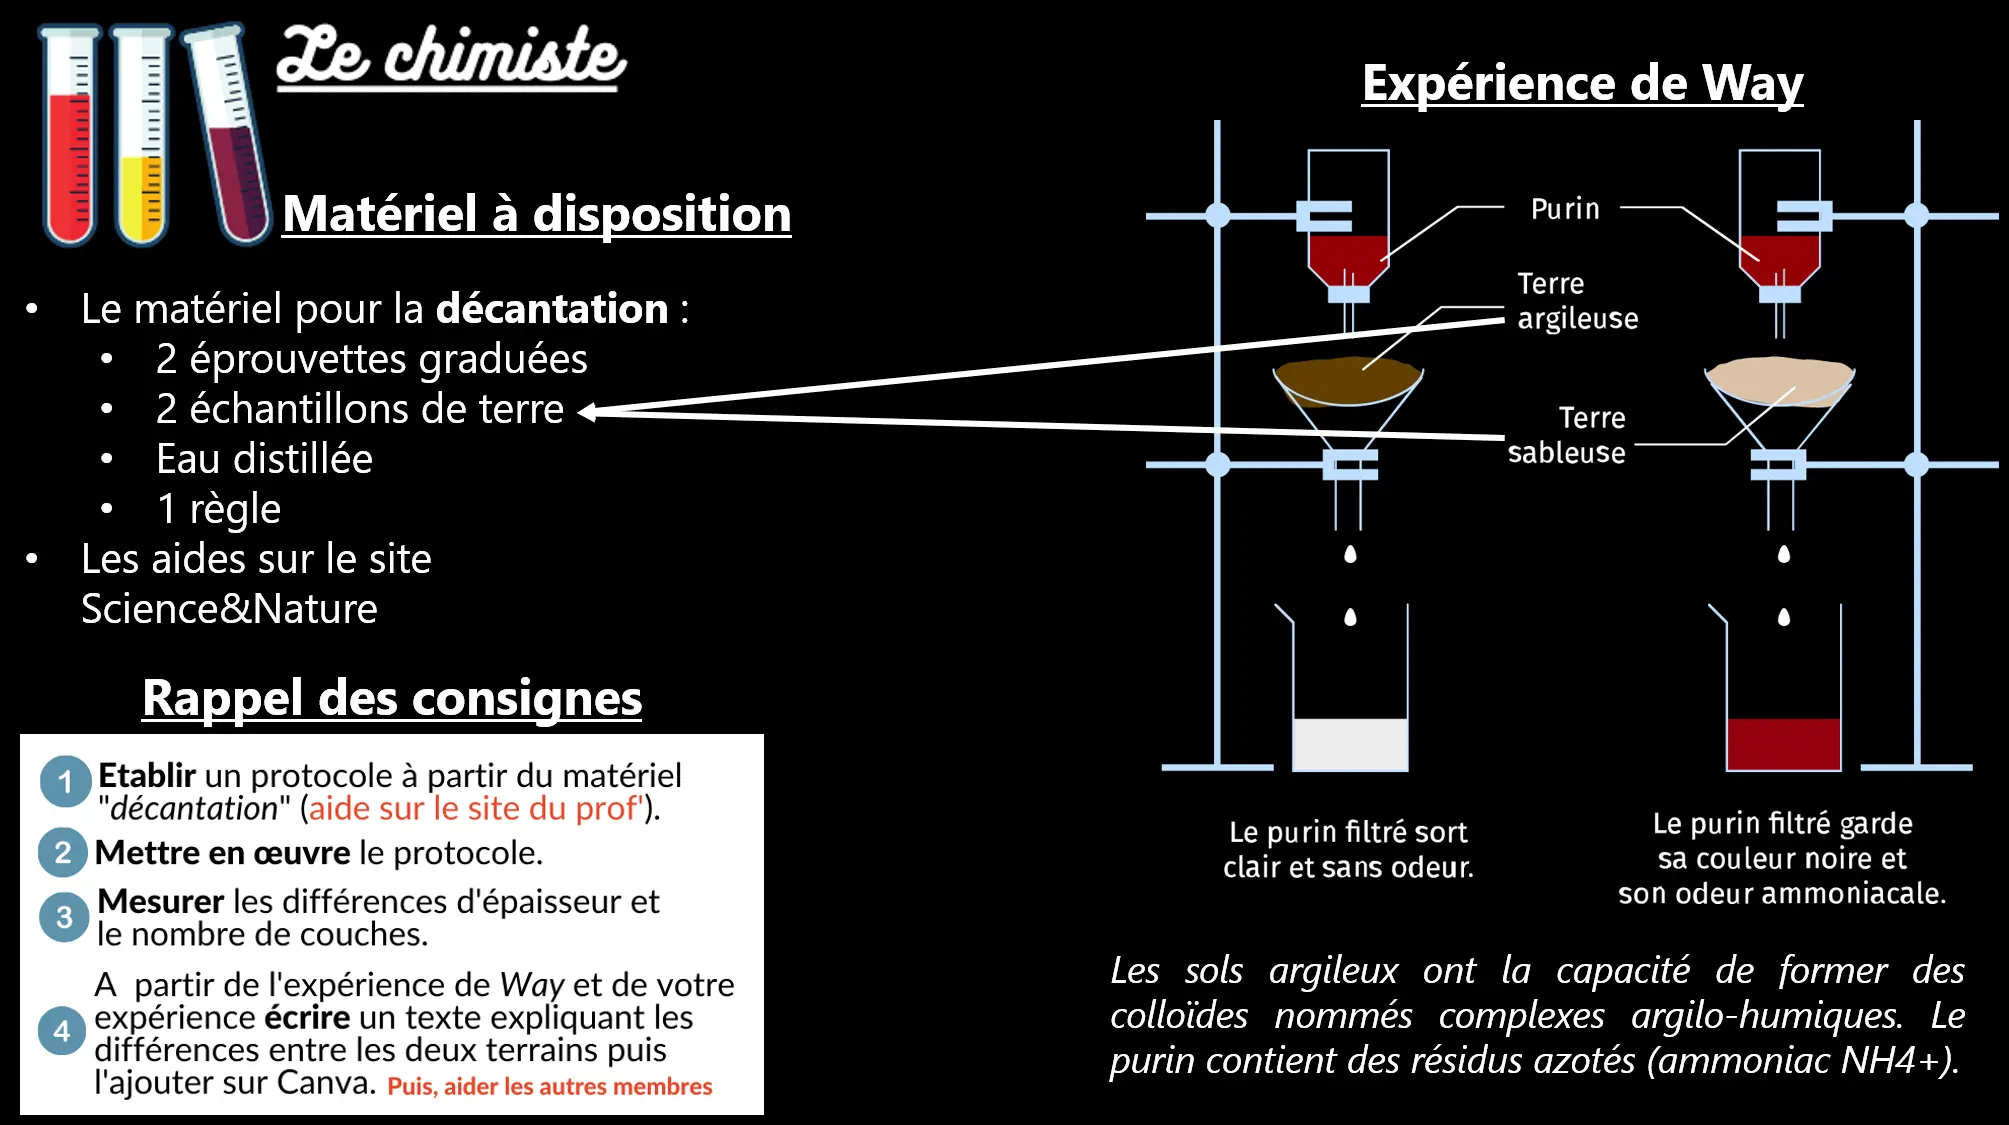 Le chimiste
Matériel à disposition
• Le matériel pour la décantation :
• 2 éprouvettes graduées
• 2 échantillons de terre
• Eau distillée
• 1 règle
• Les aides sur le site
Science&Nature
Rappel des consignes
1 Etablir un protocole à partir du matériel
"décantation" (aide sur le site du prof').
2 Mettre en œuvre le protocole.
3 Mesurer les différences d'épaisseur et
le nombre de couches.
4 A partir de l'expérience de Way et de votre
expérience écrire un texte expliquant les
différences entre les deux terrains puis
l'ajouter sur Canva. Puis, aider les autres membres
Expérience de Way
Purin
Terre
argileuse
Terre
sableuse
Le purin filtré sort
clair et sans odeur.
Le purin filtré garde
sa couleur noire et
son odeur ammoniacale.
Les sols argileux ont la capacité de former des
colloïdes nommés complexes argilo-humiques. Le
purin contient des résidus azotés (ammoniac NH4+).